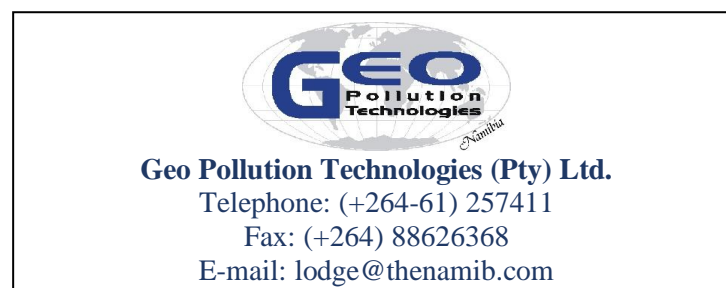 GEO
Pollution
Technologies
Namibia
Geo Pollution Technologies (Pty) Ltd.
Telephone: (+264-61) 257411
Fax: (+264) 88626368
E-mail: lodge@thenamib.com